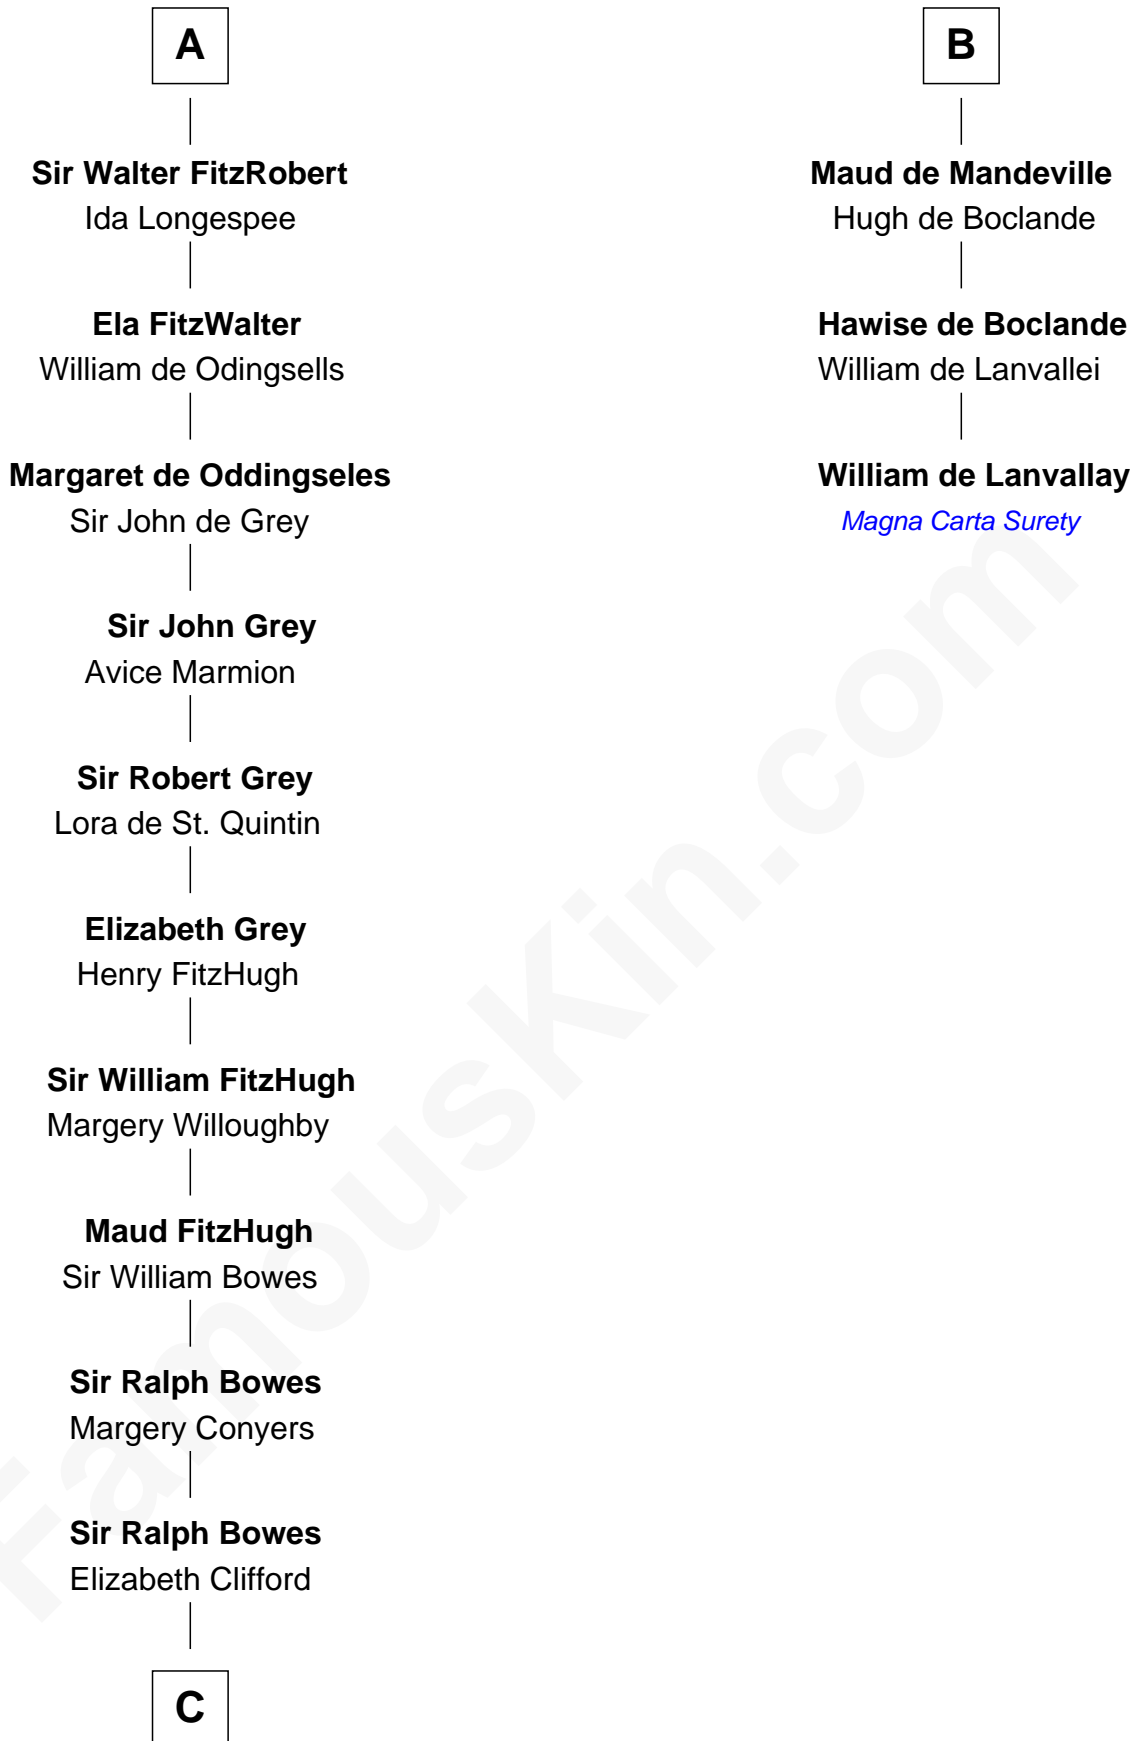 A
Sir Walter FitzRobert
Ida Longespee
Ela FitzWalter
William de Odingsells
Margaret de Oddingseles
Sir John de Grey
Sir John Grey
Avice Marmion
Sir Robert Grey
Lora de St. Quintin
Elizabeth Grey
Henry FitzHugh
Sir William FitzHugh
Margery Willoughby
Maud FitzHugh
Sir William Bowes
Sir Ralph Bowes
Margery Conyers
Sir Ralph Bowes
Elizabeth Clifford
C
B
Maud de Mandeville
Hugh de Boclande
Hawise de Boclande
William de Lanvallei
William de Lanvallay
Magna Carta Surety
FamousKin.com